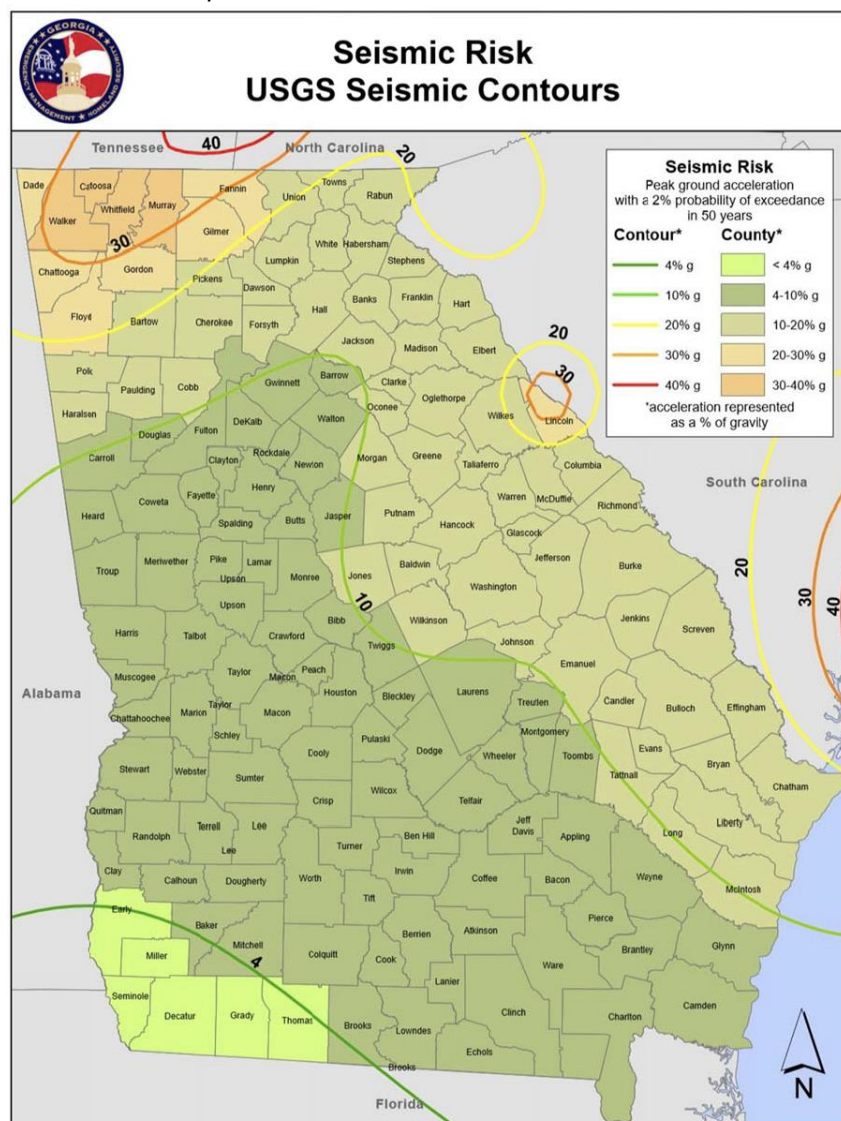 GEORGIA
EMERGENCY MANAGEMENT
HOMELAND SECURITY
Seismic Risk
USGS Seismic Contours
Tennessee
40
North Carolina
20
Seismic Risk
Peak ground acceleration
with a 2% probability of exceedance
in 50 years
Contour* County*
4% g < 4% g
10% g 4-10% g
20% g 10-20% g
30% g 20-30% g
40% g 30-40% g
*acceleration represented
as a % of gravity
Dade
Catoosa
Walker
Whitfield
Murray
Fannin
Union
Towns
Rabun
Gilmer
30
Chattooga
Gordon
Pickens
Lumpkin
White
Habersham
Stephens
Dawson
Floyd
Bartow
Cherokee
Forsyth
Hall
Banks
Franklin
Hart
Jackson
Madison
Elbert
20
30
Polk
Paulding
Cobb
Gwinnett
Barrow
Clarke
Oconee
Oglethorpe
Wilkes
Lincoln
Haralsen
Carroll
Douglas
Fulton
DeKalb
Walton
Morgan
Greene
Taliaferro
Columbia
Clayton
Rockdale
Newton
McDuffie
Warren
Richmond
South Carolina
Heard
Coweta
Fayette
Henry
Spalding
Butts
Jasper
Putnam
Hancock
Glascock
Jefferson
Burke
Troup
Meriwether
Pike
Lamar
Upson
Monroe
Jones
Baldwin
Washington
Jenkins
Screven
20
30
40
Upson
10
Wilkinson
Johnson
Harris
Talbot
Crawford
Bibb
Twiggs
Emanuel
Muscogee
Taylor
Peach
Macon
Houston
Bleckley
Laurens
Treutlen
Candler
Bulloch
Effingham
Alabama
Chattahoochee
Marion
Taylor
Macon
Schley
Pulaski
Dodge
Montgomery
Wheeler
Toombs
Evans
Bryan
Tattnall
Chatham
Stewart
Webster
Sumter
Dooly
Crisp
Wilcox
Telfair
Quitman
Randolph
Terrell
Lee
Lee
Turner
Ben Hill
Jeff
Davis
Appling
Long
Liberty
Clay
Calhoun
Dougherty
Worth
Irwin
Tift
Coffee
Bacon
Wayne
McIntosh
Early
Baker
Mitchell
Miller
4
Colquitt
Cook
Berrien
Atkinson
Pierce
Ware
Brantley
Glynn
Lanier
Seminole
Decatur
Grady
Thomas
Brooks
Lowndes
Clinch
Echols
Charlton
Camden
Brooks
Florida
N